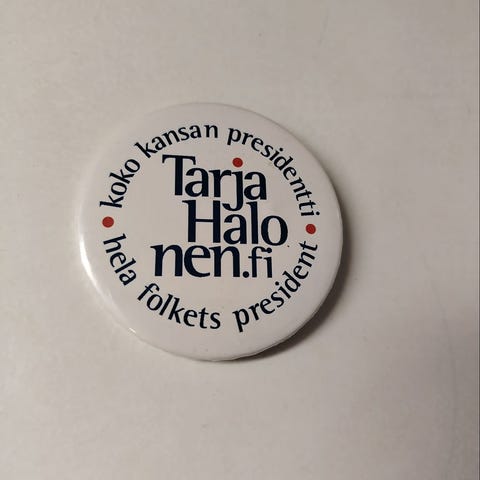 koko kansan presidentti
Tarja
Halo
nen.fi
hela folkets president